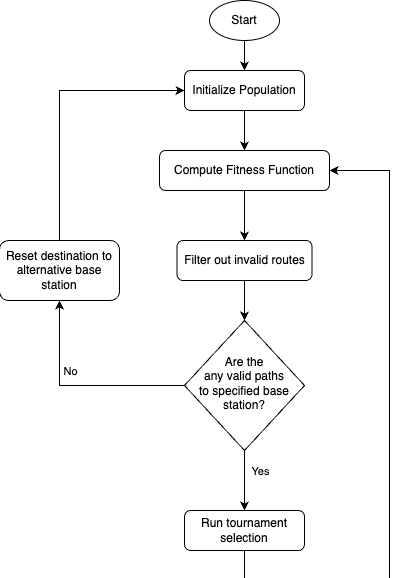 Start
Initialize Population
Compute Fitness Function
Reset destination to
alternative base
station
Filter out invalid routes
Are the
any valid paths
to specified base
station?
No
Yes
Run tournament
selection